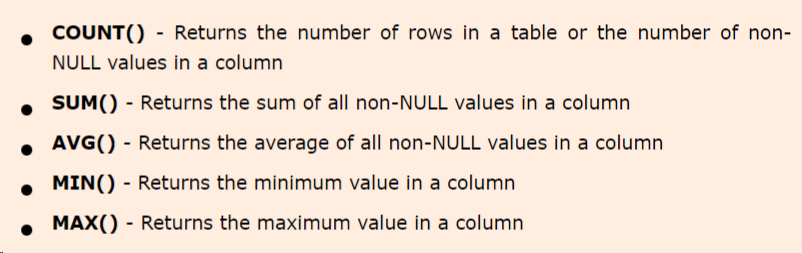 ● COUNT() - Returns the number of rows in a table or the number of non-
NULL values in a column
● SUM() - Returns the sum of all non-NULL values in a column
● AVG() - Returns the average of all non-NULL values in a column
● MIN() - Returns the minimum value in a column
● MAX() - Returns the maximum value in a column